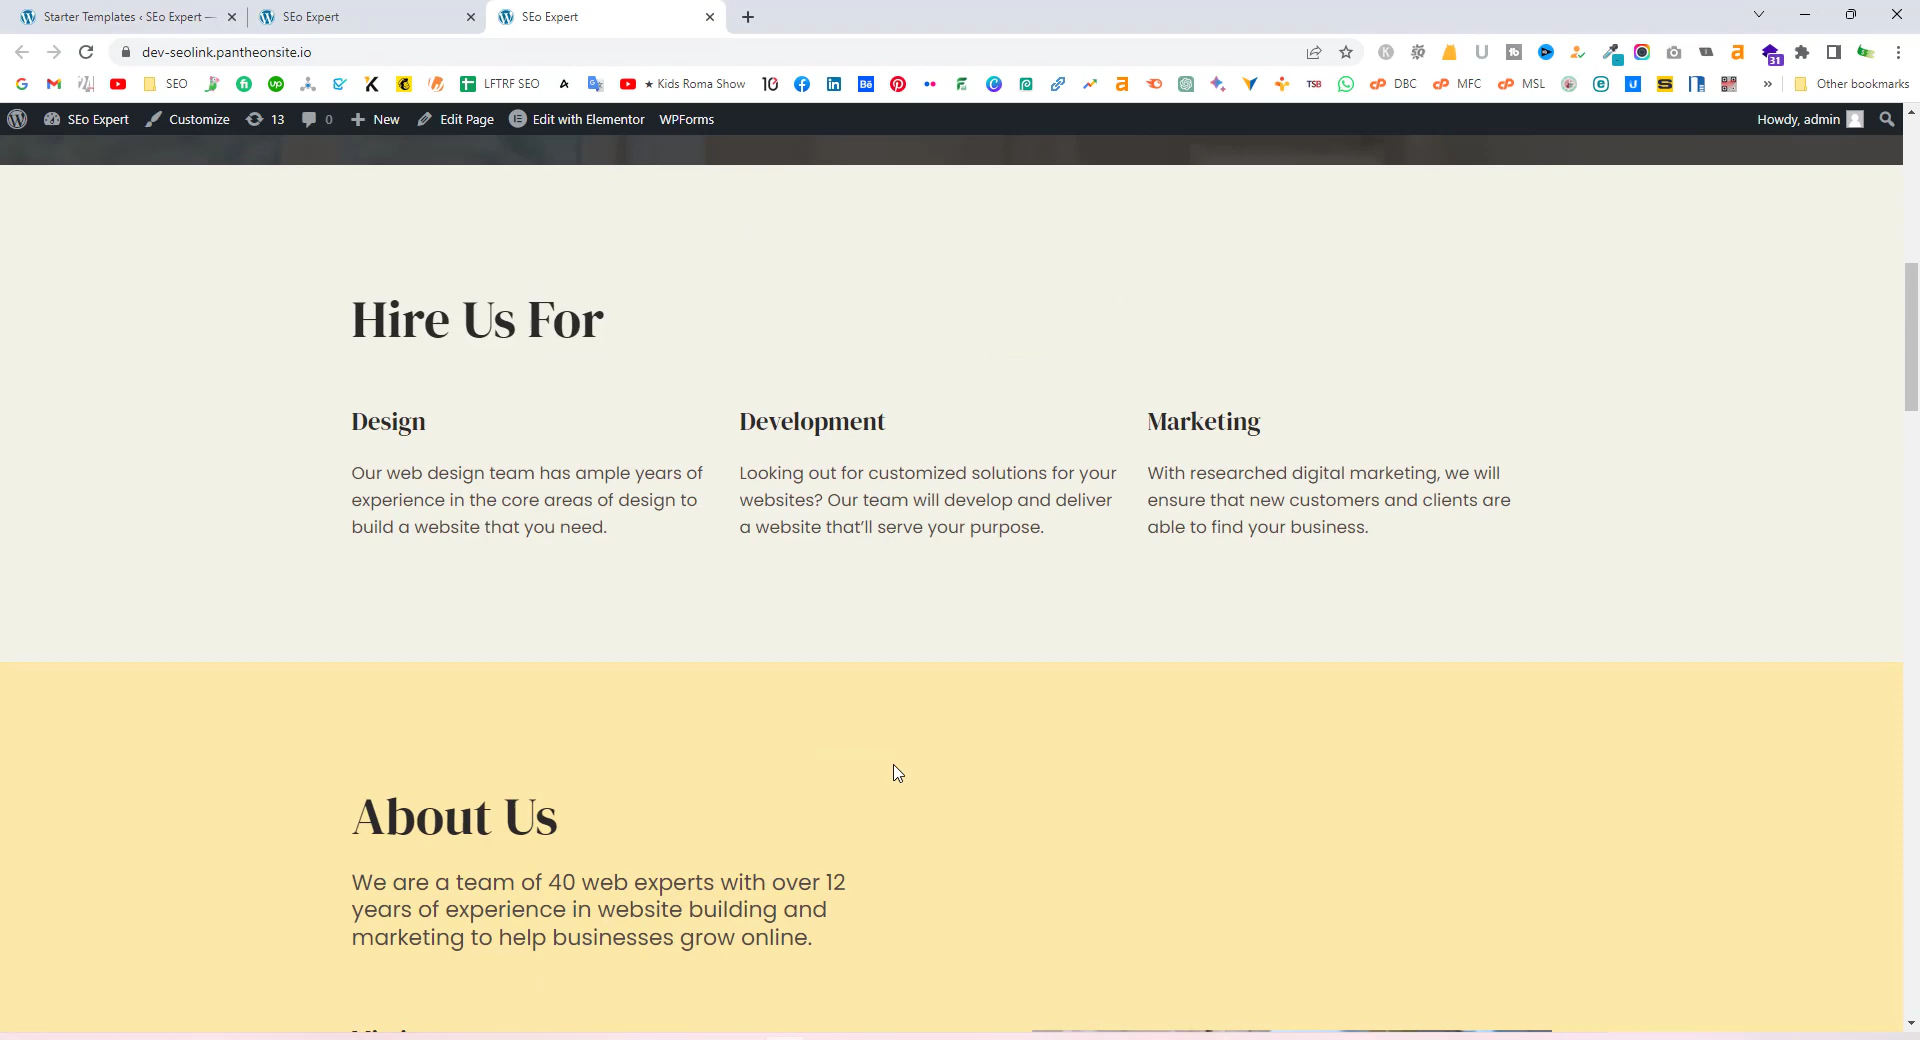 Starter Templates ‹ SEo Expert —
SEo Expert
SEo Expert
dev-seolink.pantheonsite.io
31
SEO
LFTRF SEO
★ Kids Roma Show
DBC
MFC
MSL
»
Other bookmarks
SEo Expert
Customize
13
0
New
Edit Page
Edit with Elementor
WPForms
Howdy, admin
Hire Us For
Design
Our web design team has ample years of
experience in the core areas of design to
build a website that you need.
Development
Looking out for customized solutions for your
websites? Our team will develop and deliver
a website that’ll serve your purpose.
Marketing
With researched digital marketing, we will
ensure that new customers and clients are
able to find your business.
About Us
We are a team of 40 web experts with over 12
years of experience in website building and
marketing to help businesses grow online.